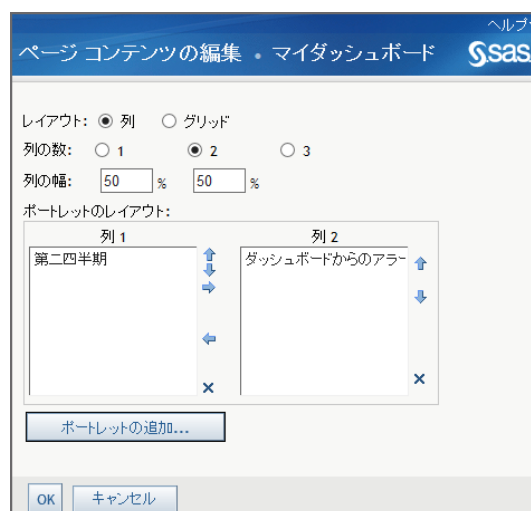 ヘルプ
ページ コンテンツの編集 • マイダッシュボード
sas
レイアウト: 列 グリッド
列の数: 1 2 3
列の幅: 50 % 50 %
ポートレットのレイアウト:
列 1 列 2
第二四半期 ダッシュボードからのアラー
ポートレットの追加...
OK キャンセル